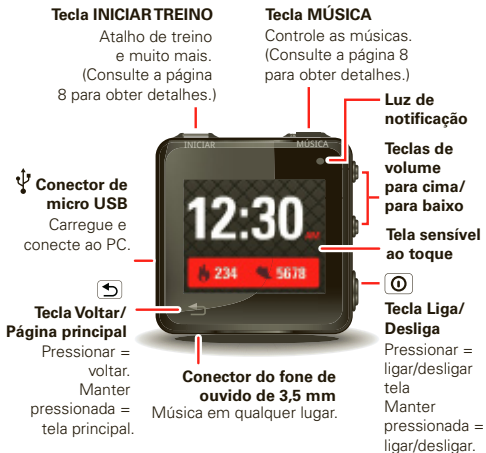 Tecla INICIAR TREINO
Atalho de treino
e muito mais.
(Consulte a página
8 para obter detalhes.)
Tecla MÚSICA
Controle as músicas.
(Consulte a página 8
para obter detalhes.)
Luz de
notificação
Teclas de
volume
para cima/
para baixo
Tela sensível
ao toque
Tecla Liga/
Desliga
Pressionar =
ligar/desligar
tela
Manter
pressionada =
ligar/desligar.
Conector de
micro USB
Carregue e
conecte ao PC.
Tecla Voltar/
Página principal
Pressionar =
voltar.
Manter
pressionada =
tela principal.
Conector do fone de
ouvido de 3,5 mm
Música em qualquer lugar.
INICIAR
MÚSICA
12:30
234 5678